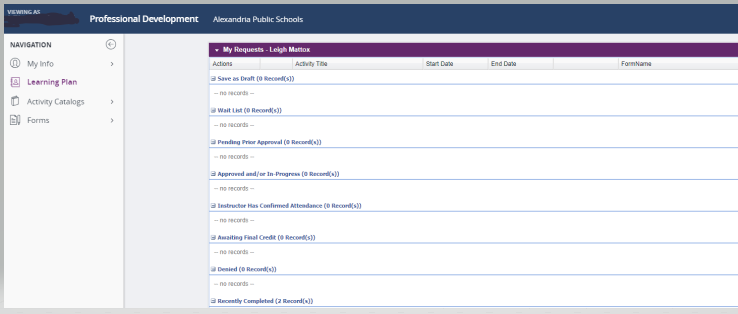 VIEWING AS
Professional Development Alexandria Public Schools
NAVIGATION
My Info
Learning Plan
Activity Catalogs
Forms
My Requests - Leigh Mattox
Actions Activity Title Start Date End Date FormName
Save as Draft (0 Record(s))
-- no records --
Wait List (0 Record(s))
-- no records --
Pending Prior Approval (0 Record(s))
-- no records --
Approved and/or In-Progress (0 Record(s))
-- no records --
Instructor Has Confirmed Attendance (0 Record(s))
-- no records --
Awaiting Final Credit (0 Record(s))
-- no records --
Denied (0 Record(s))
-- no records --
Recently Completed (2 Record(s))